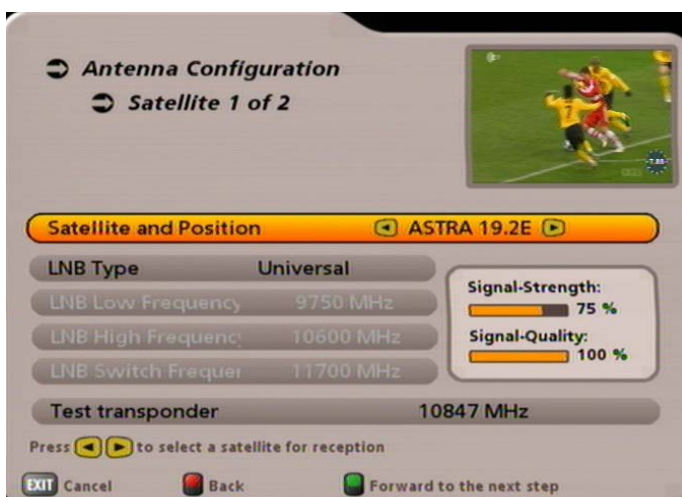 Antenna Configuration
Satellite 1 of 2
Satellite and Position ASTRA 19.2E
LNB Type Universal
LNB Low Frequency 9750 MHz
LNB High Frequenc 10600 MHz
LNB Switch Frequer 11700 MHz
Signal-Strength:
75 %
Signal-Quality:
100 %
Test transponder 10847 MHz
Press to select a satellite for reception
EXIT Cancel Back Forward to the next step